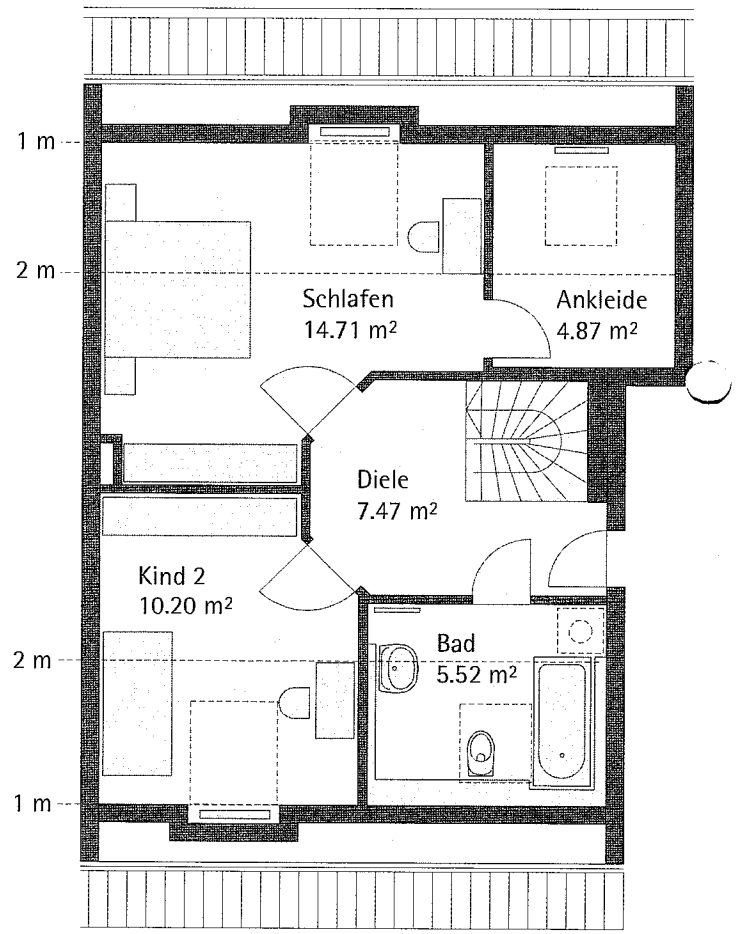 1 m
2 m
Schlafen
14.71 m²
Ankleide
4.87 m²
Diele
7.47 m²
Kind 2
10.20 m²
Bad
5.52 m²
2 m
1 m